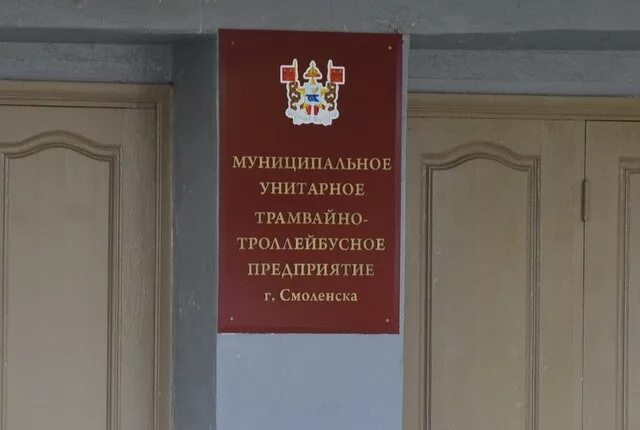 МУНИЦИПАЛЬНОЕ
УНИТАРНОЕ
ТРАМВАЙНО-
ТРОЛЛЕЙБУСНОЕ
ПРЕДПРИЯТИЕ
г. Смоленска